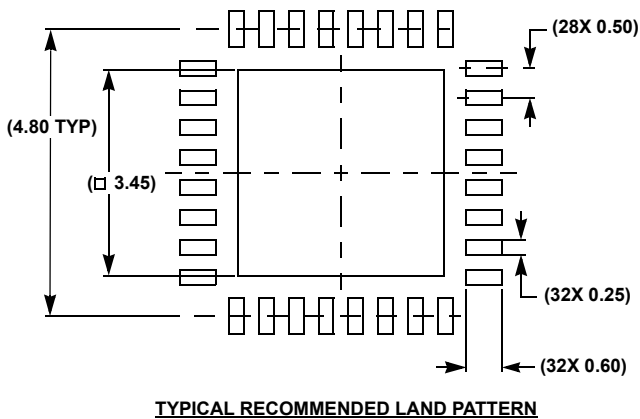 (28X 0.50)
(4.80 TYP)
(□ 3.45)
(32X 0.25)
(32X 0.60)
TYPICAL RECOMMENDED LAND PATTERN